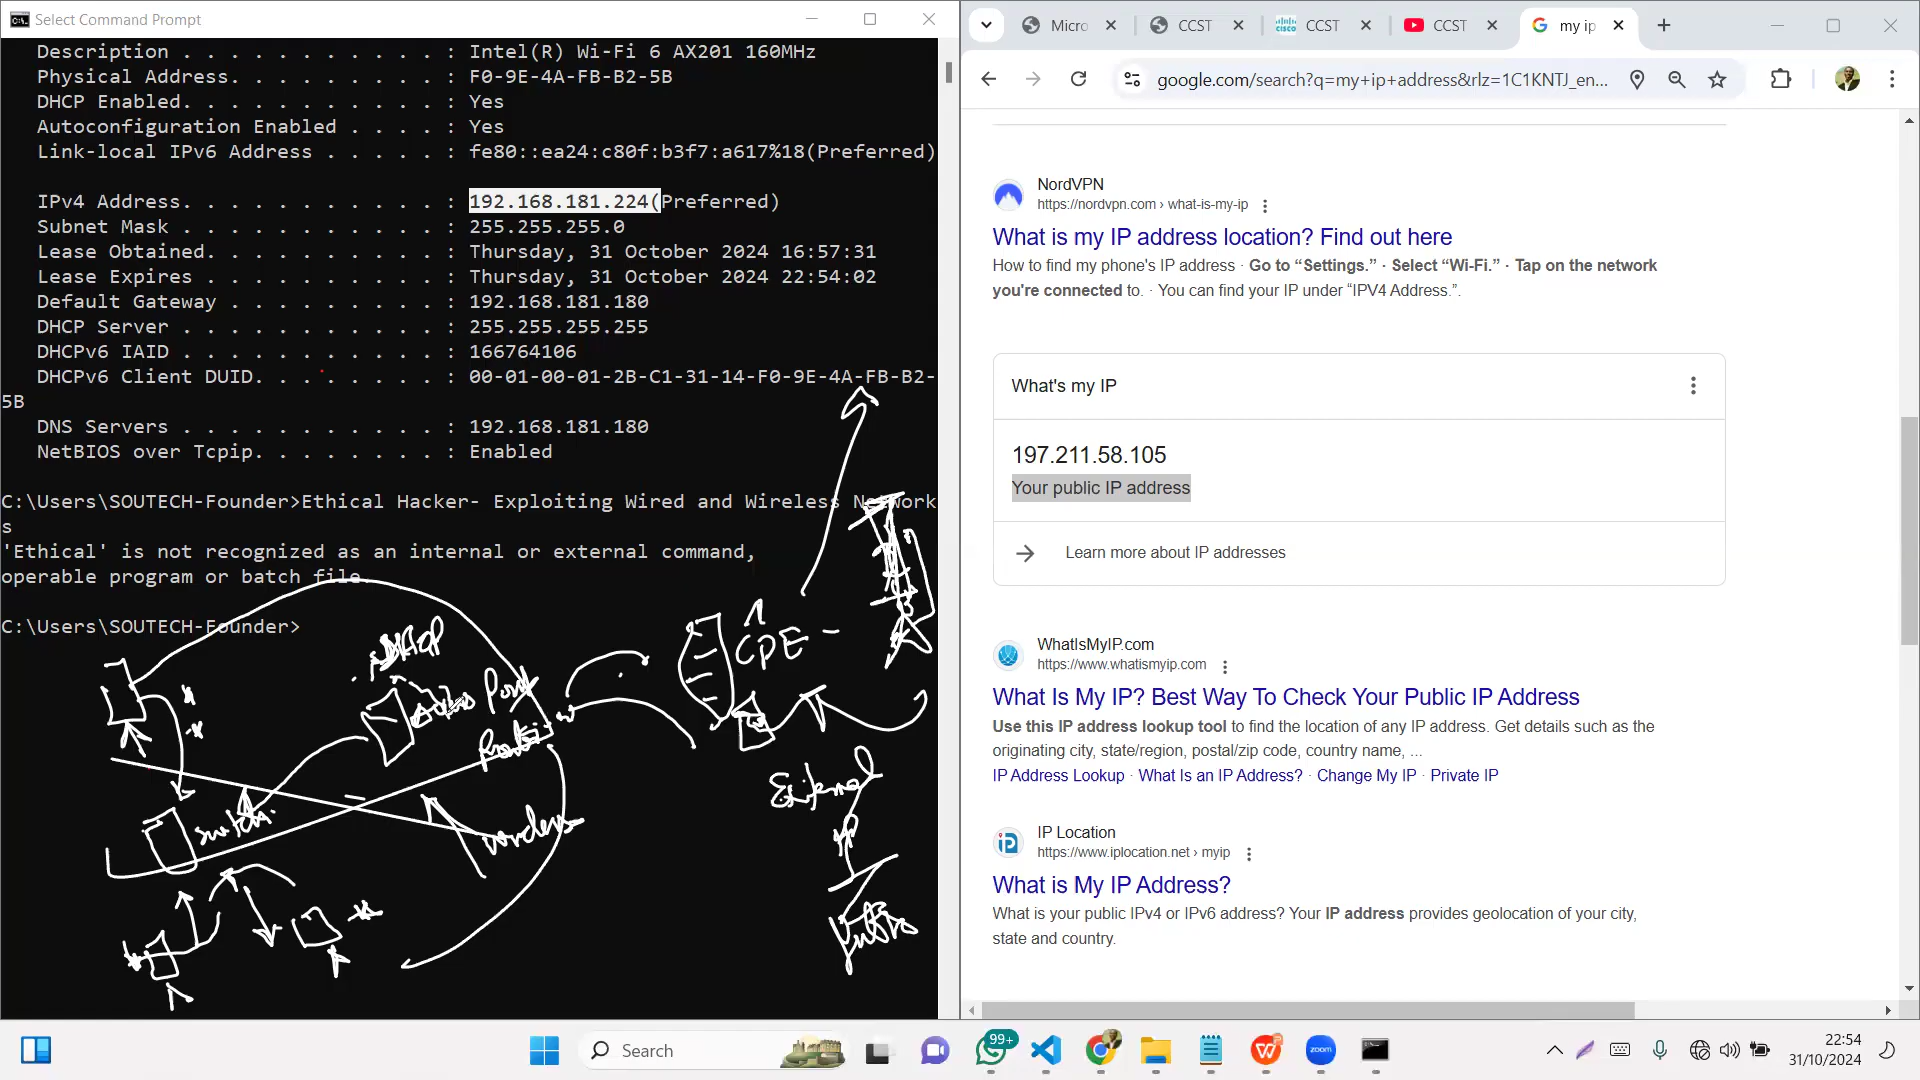 Select Command Prompt
Description . . . . . . . . . . . : Intel(R) Wi-Fi 6 AX201 160MHz
Physical Address. . . . . . . . . : F0-9E-4A-FB-B2-5B
DHCP Enabled. . . . . . . . . . . : Yes
Autoconfiguration Enabled . . . . : Yes
Link-local IPv6 Address . . . . . : fe80::ea24:c80f:b3f7:a617%18(Preferred)
IPv4 Address. . . . . . . . . . . : 192.168.181.224(Preferred)
Subnet Mask . . . . . . . . . . . : 255.255.255.0
Lease Obtained. . . . . . . . . . : Thursday, 31 October 2024 16:57:31
Lease Expires . . . . . . . . . . : Thursday, 31 October 2024 22:54:02
Default Gateway . . . . . . . . . : 192.168.181.180
DHCP Server . . . . . . . . . . . : 255.255.255.255
DHCPv6 IAID . . . . . . . . . . . : 166764106
DHCPv6 Client DUID. . . . . . . . : 00-01-00-01-2B-C1-31-14-F0-9E-4A-FB-B2-
5B
DNS Servers . . . . . . . . . . . : 192.168.181.180
NetBIOS over Tcpip. . . . . . . . : Enabled
C:\Users\SOUTECH-Founder>Ethical Hacker- Exploiting Wired and Wireless Network
s
'Ethical' is not recognized as an internal or external command,
operable program or batch file.
C:\Users\SOUTECH-Founder>
DHCP
CPE -
switch
External
IP
Micro
CCST
CCST
CCST
my ip
google.com/search?q=my+ip+address&rlz=1C1KNTJ_en...
NordVPN
https://nordvpn.com › what-is-my-ip
What is my IP address location? Find out here
How to find my phone's IP address · Go to “Settings.” · Select “Wi-Fi.” · Tap on the network
you're connected to. · You can find your IP under “IPV4 Address.”.
What's my IP
197.211.58.105
Your public IP address
Learn more about IP addresses
WhatIsMyIP.com
https://www.whatismyip.com
What Is My IP? Best Way To Check Your Public IP Address
Use this IP address lookup tool to find the location of any IP address. Get details such as the
originating city, state/region, postal/zip code, country name, ...
IP Address Lookup · What Is an IP Address? · Change My IP · Private IP
IP Location
https://www.iplocation.net › myip
What is My IP Address?
What is your public IPv4 or IPv6 address? Your IP address provides geolocation of your city,
state and country.
Search
99+
zoom
22:54
31/10/2024